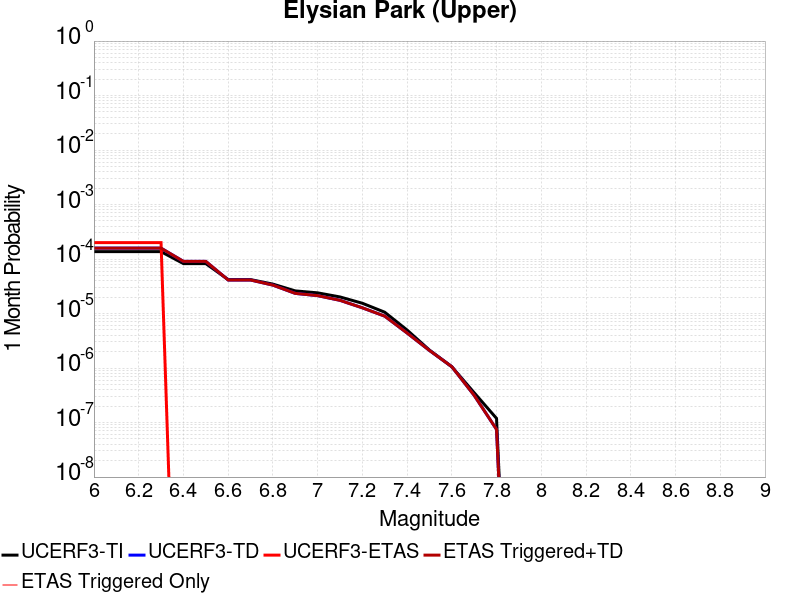 Elysian Park (Upper)
10^0
10^-1
10^-2
10^-3
10^-4
10^-5
10^-6
10^-7
10^-8
1 Month Probability
6 6.2 6.4 6.6 6.8 7 7.2 7.4 7.6 7.8 8 8.2 8.4 8.6 8.8 9
Magnitude
UCERF3-TI UCERF3-TD UCERF3-ETAS ETAS Triggered+TD
ETAS Triggered Only